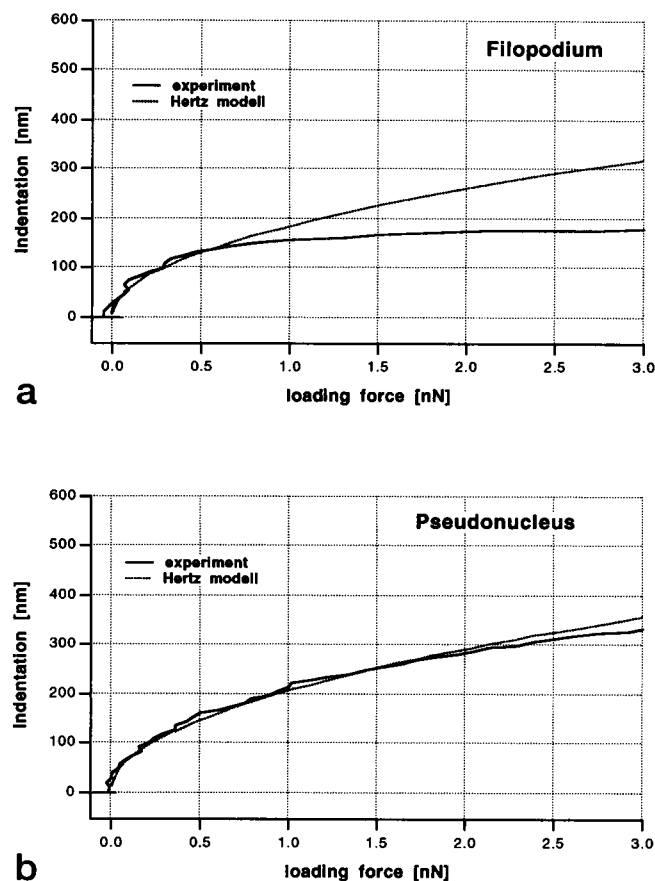 600
Filopodium
500
experiment
Hertz modell
400
300
200
100
0
Indentation [nm]
0.0 0.5 1.0 1.5 2.0 2.5 3.0
a
loading force [nN]
600
Pseudonucleus
500
experiment
Hertz modell
400
300
200
100
0
Indentation [nm]
0.0 0.5 1.0 1.5 2.0 2.5 3.0
b
loading force [nN]